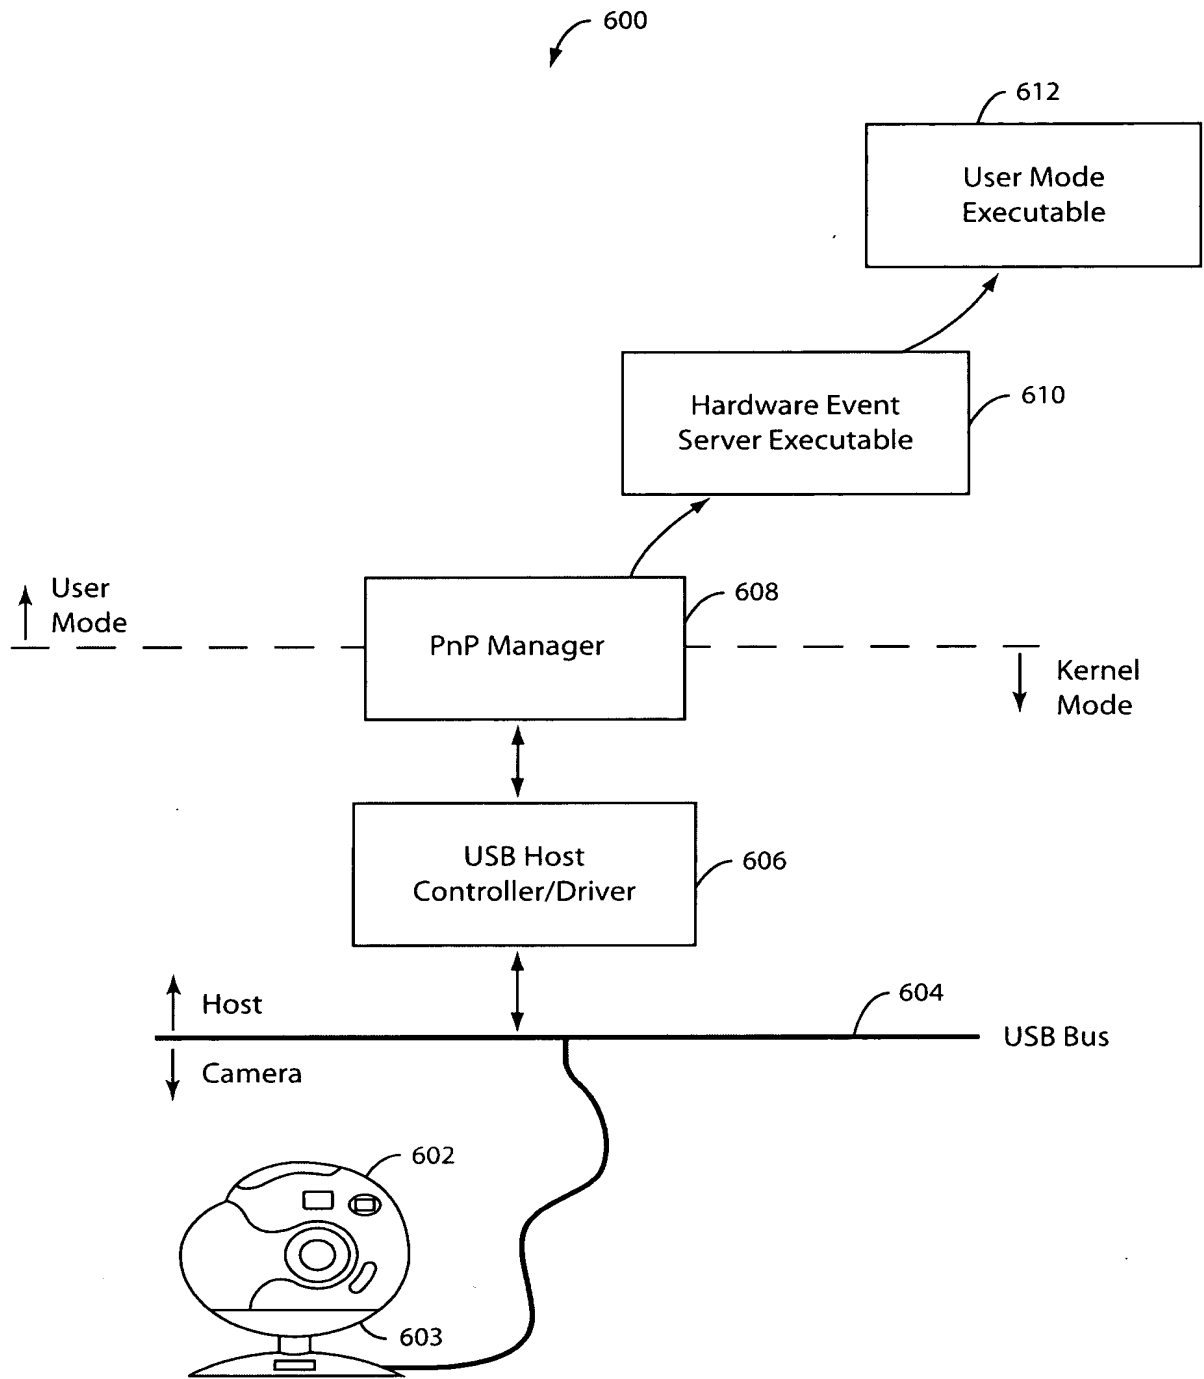 600
612
User Mode
Executable
Hardware Event
Server Executable
610
User
Mode
608
PnP Manager
Kernel
Mode
USB Host
Controller/Driver
606
Host
604
USB Bus
Camera
602
603